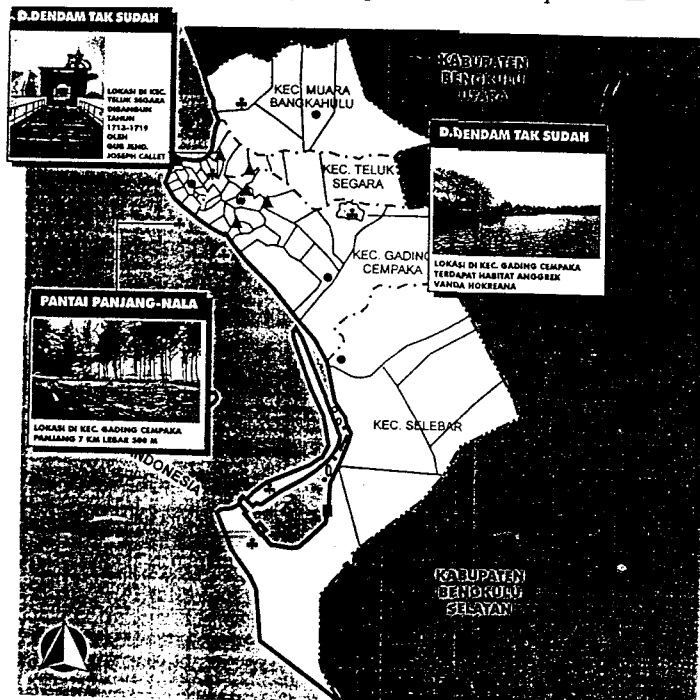 D.DENDAM TAK SUDAH
LOKASI DI KEC.
TELUK SEGARA
DIBANGUN
TAHUN
1713-1719
OLEH
GUB JEND.
JOSEPH CALLET
KEC. MUARA
BANGKAHULU
KABUPATEN
BENGKULU
UTARA
KEC. TELUK
SEGARA
D.DENDAM TAK SUDAH
LOKASI DI KEC. GADING CEMPAKA
TERDAPAT HABITAT ANGGREK
VANDA HOKREANA
KEC. GADING
CEMPAKA
PANTAI PANJANG-NALA
LOKASI DI KEC. GADING CEMPAKA
PANJANG 7 KM LEBAR 500 M
KEC. SELEBAR
INDONESIA
KABUPATEN
BENGKULU
SELATAN